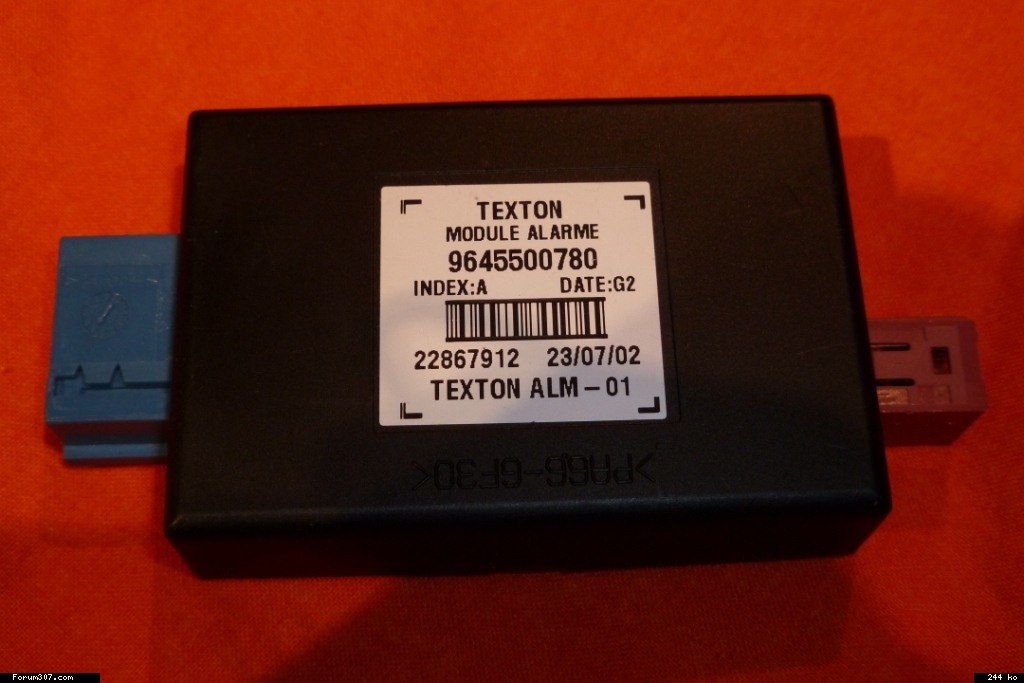 TEXTON
MODULE ALARME
9645500780
INDEX:A DATE:G2
22867912 23/07/02
TEXTON ALM-01
>PA66-GF30<
Forum307.com
244 ko